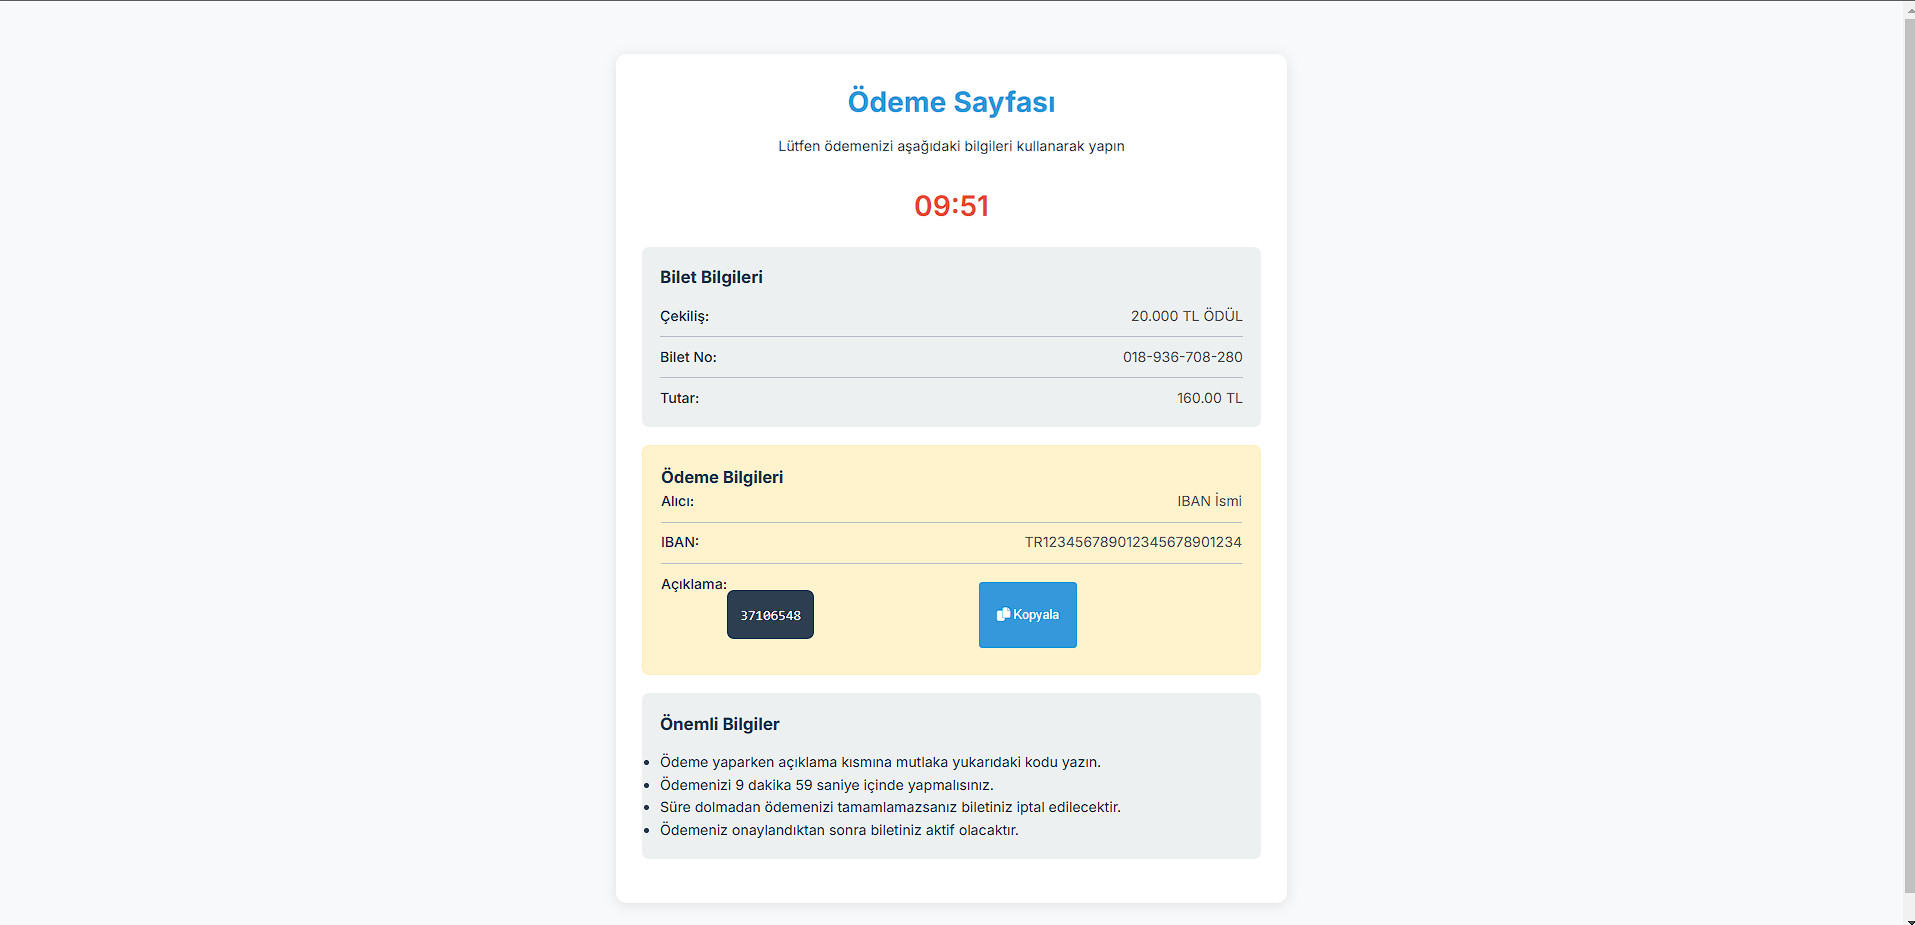 Ödeme Sayfası
Lütfen ödemenizi aşağıdaki bilgileri kullanarak yapın
09:51
Bilet Bilgileri
Çekiliş: 20.000 TL ÖDÜL
Bilet No: 018-936-708-280
Tutar: 160.00 TL
Ödeme Bilgileri
Alıcı: IBAN İsmi
IBAN: TR123456789012345678901234
Açıklama:
37106548 Kopyala
Önemli Bilgiler
• Ödeme yaparken açıklama kısmına mutlaka yukarıdaki kodu yazın.
• Ödemenizi 9 dakika 59 saniye içinde yapmalısınız.
• Süre dolmadan ödemenizi tamamlamazsanız biletiniz iptal edilecektir.
• Ödemeniz onaylandıktan sonra biletiniz aktif olacaktır.